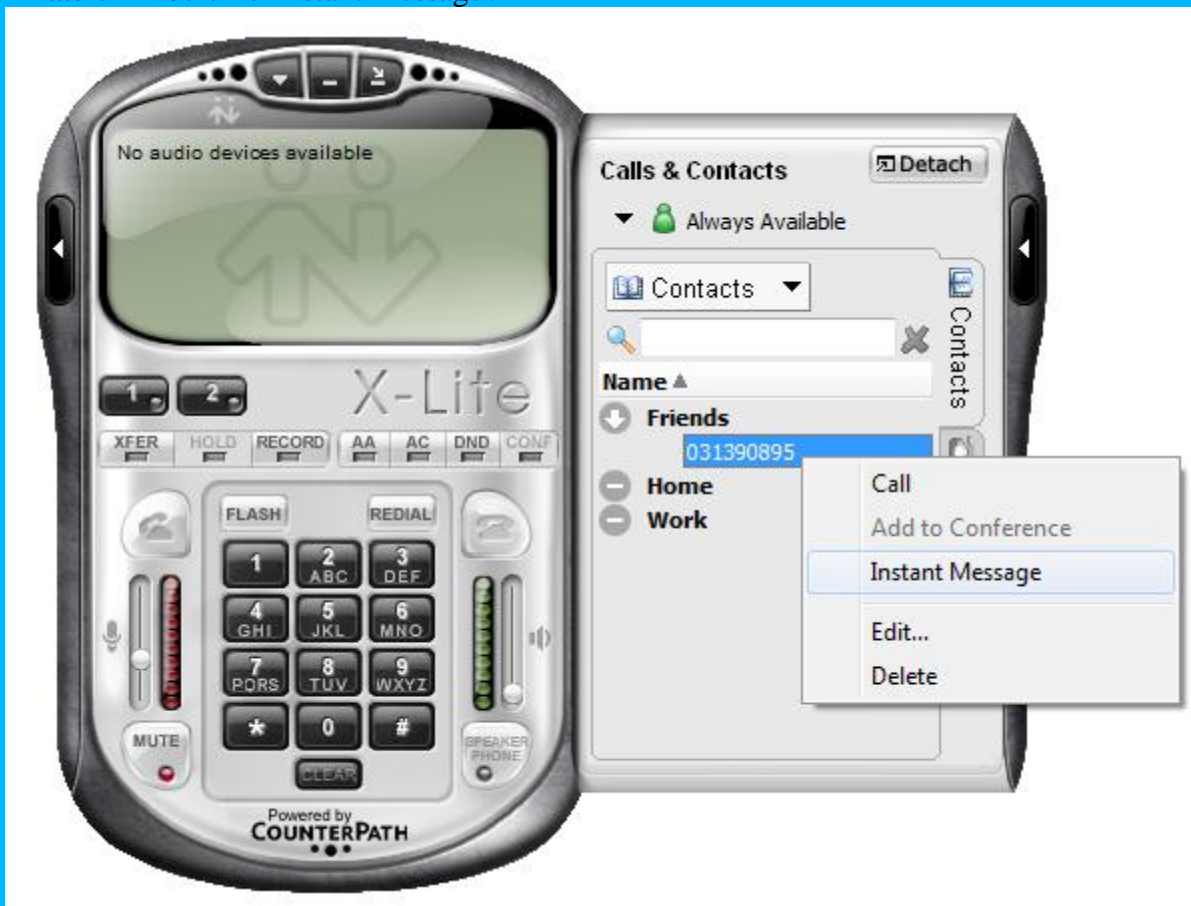 No audio devices available
X-Lite
1 2
XFER HOLD RECORD AA AC DND CONF
FLASH REDIAL
1 2 ABC 3 DEF
4 GHI 5 JKL 6 MNO
7 PQRS 8 TUV 9 WXYZ
* 0 #
MUTE
SPEAKER PHONE
CLEAR
Powered by
COUNTERPATH
Calls & Contacts
Detach
Always Available
Contacts
Contacts
Name
Friends
031390895
Home
Work
Call
Add to Conference
Instant Message
Edit...
Delete